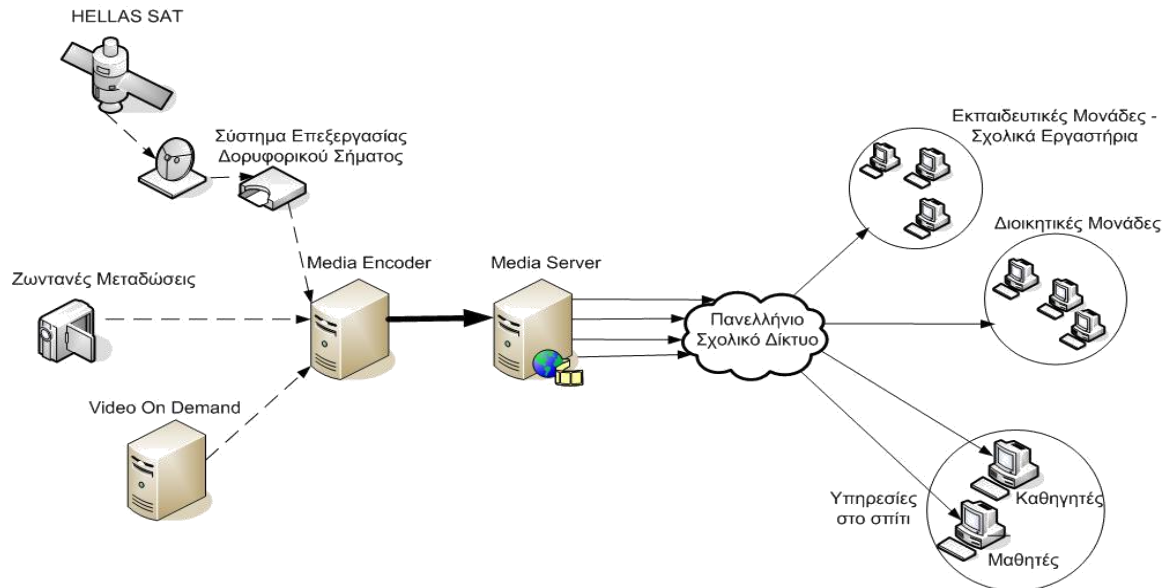 HELLAS SAT
Σύστημα Επεξεργασίας
Δορυφορικού Σήματος
Εκπαιδευτικές Μονάδες -
Σχολικά Εργαστήρια
Διοικητικές Μονάδες
Ζωντανές Μεταδώσεις
Media Encoder
Media Server
Πανελλήνιο
Σχολικό Δίκτυο
Video On Demand
Υπηρεσίες
στο σπίτι
Καθηγητές
Μαθητές